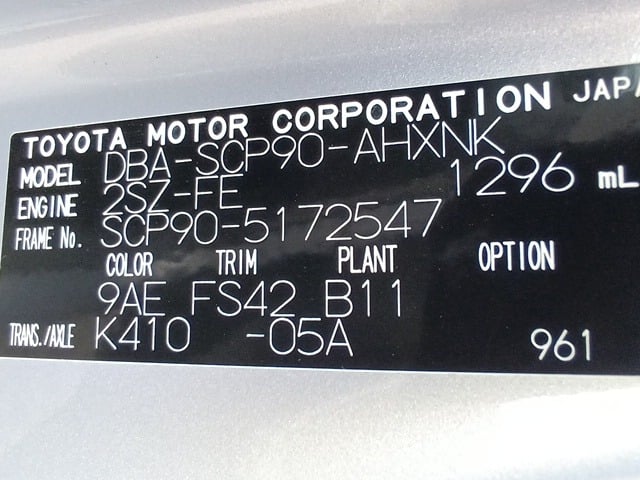 TOYOTA MOTOR CORPORATION JAPA
MODEL DBA-SCP90-AHXNK
ENGINE 2SZ-FE 1296 mL
FRAME No. SCP90-5172547
COLOR TRIM PLANT OPTION
9AE FS42 B11
TRANS./AXLE K410 -05A 961